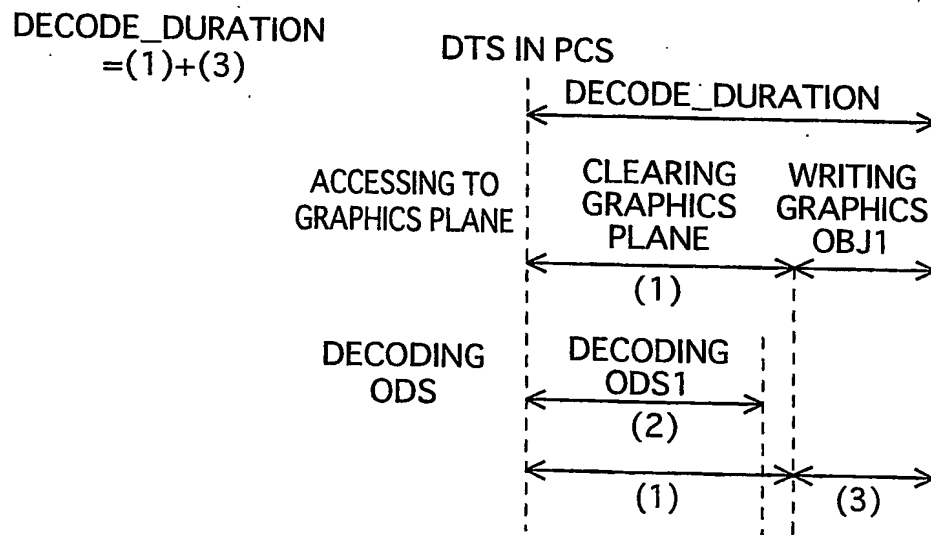 DECODE_DURATION
=(1)+(3)
DTS IN PCS
DECODE_DURATION
ACCESSING TO
GRAPHICS PLANE
CLEARING
GRAPHICS
PLANE
WRITING
GRAPHICS
OBJ1
(1)
DECODING
ODS
DECODING
ODS1
(2)
(1)
(3)